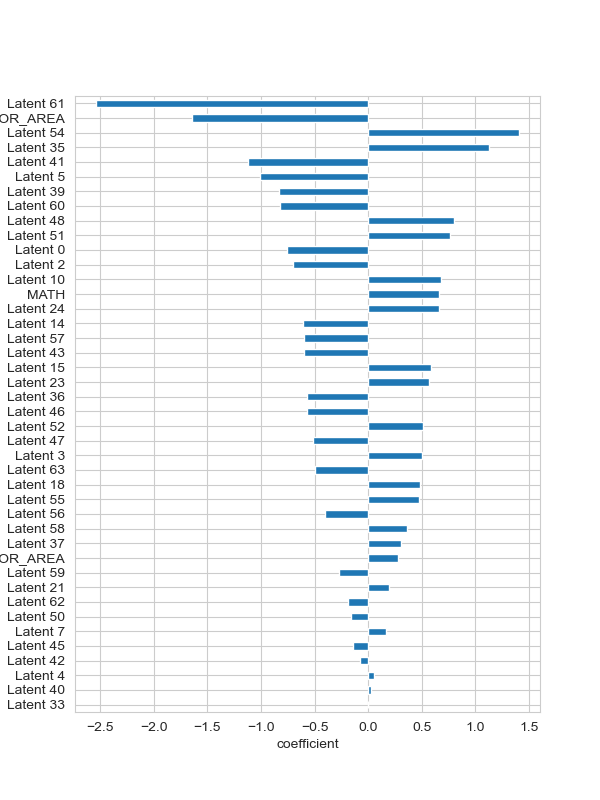 Latent 61
OR_AREA
Latent 54
Latent 35
Latent 41
Latent 5
Latent 39
Latent 60
Latent 48
Latent 51
Latent 0
Latent 2
Latent 10
MATH
Latent 24
Latent 14
Latent 57
Latent 43
Latent 15
Latent 23
Latent 36
Latent 46
Latent 52
Latent 47
Latent 3
Latent 63
Latent 18
Latent 55
Latent 56
Latent 58
Latent 37
OR_AREA
Latent 59
Latent 21
Latent 62
Latent 50
Latent 7
Latent 45
Latent 42
Latent 4
Latent 40
Latent 33
−2.5 −2.0 −1.5 −1.0 −0.5 0.0 0.5 1.0 1.5
coefficient